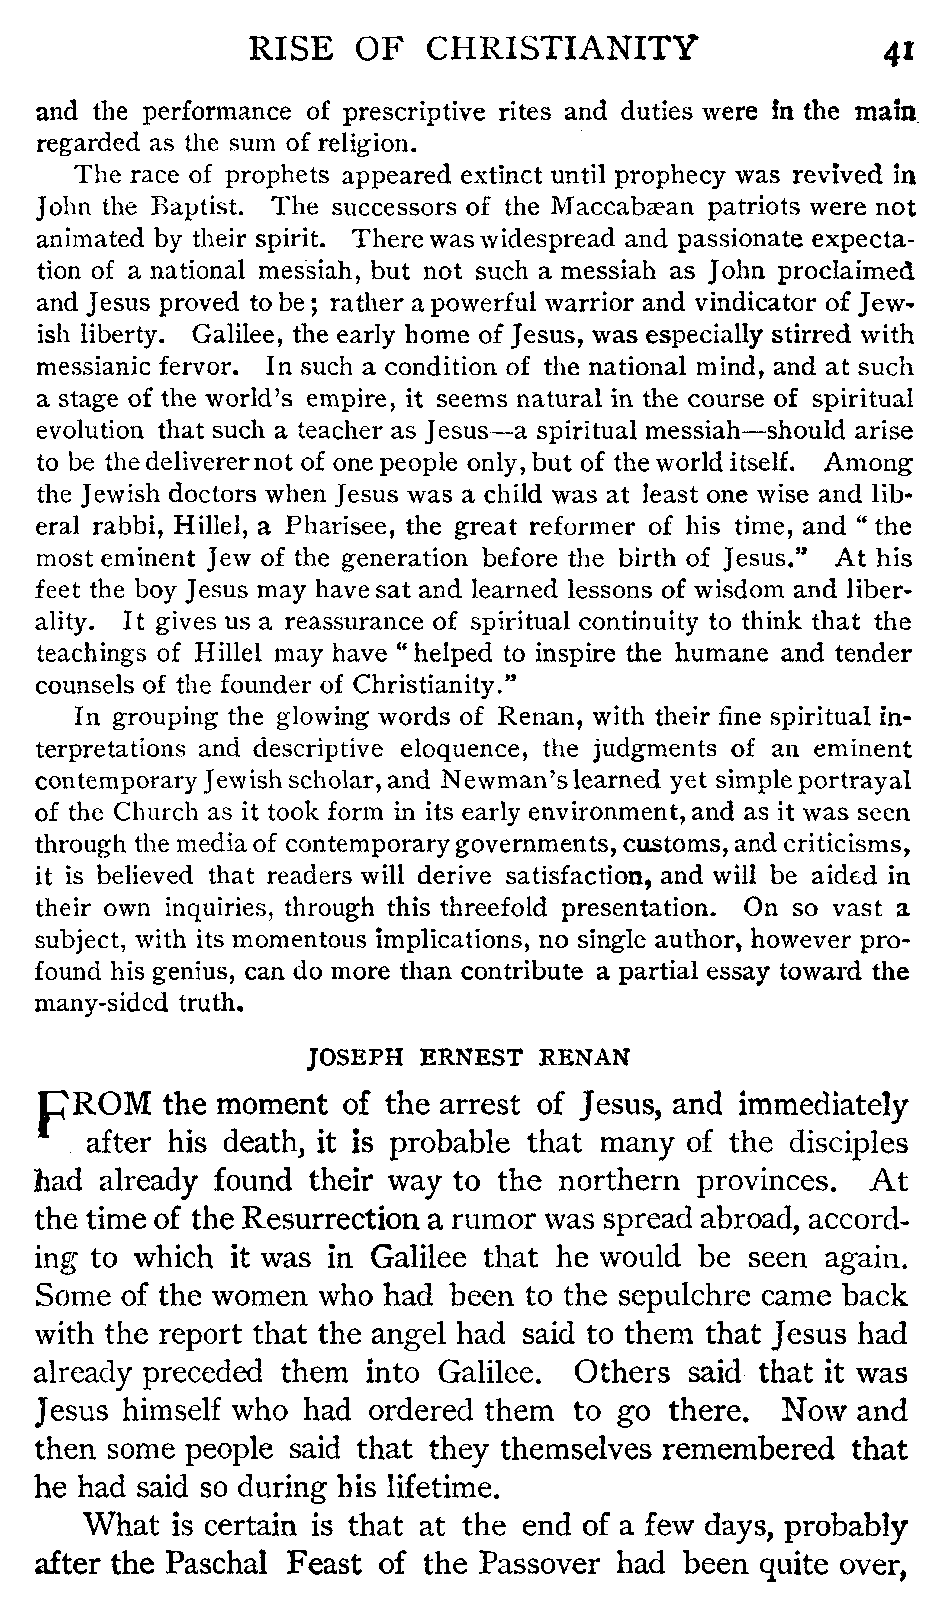 RISE OF CHRISTIANITY 41
and the performance of prescriptive rites and duties were in the main
regarded as the sum of religion.
The race of prophets appeared extinct until prophecy was revived in
John the Baptist. The successors of the Maccabæan patriots were not
animated by their spirit. There was widespread and passionate expecta-
tion of a national messiah, but not such a messiah as John proclaimed
and Jesus proved to be; rather a powerful warrior and vindicator of Jew-
ish liberty. Galilee, the early home of Jesus, was especially stirred with
messianic fervor. In such a condition of the national mind, and at such
a stage of the world's empire, it seems natural in the course of spiritual
evolution that such a teacher as Jesus—a spiritual messiah—should arise
to be the deliverer not of one people only, but of the world itself. Among
the Jewish doctors when Jesus was a child was at least one wise and lib-
eral rabbi, Hillel, a Pharisee, the great reformer of his time, and "the
most eminent Jew of the generation before the birth of Jesus." At his
feet the boy Jesus may have sat and learned lessons of wisdom and liber-
ality. It gives us a reassurance of spiritual continuity to think that the
teachings of Hillel may have "helped to inspire the humane and tender
counsels of the founder of Christianity."
In grouping the glowing words of Renan, with their fine spiritual in-
terpretations and descriptive eloquence, the judgments of an eminent
contemporary Jewish scholar, and Newman's learned yet simple portrayal
of the Church as it took form in its early environment, and as it was seen
through the media of contemporary governments, customs, and criticisms,
it is believed that readers will derive satisfaction, and will be aided in
their own inquiries, through this threefold presentation. On so vast a
subject, with its momentous implications, no single author, however pro-
found his genius, can do more than contribute a partial essay toward the
many-sided truth.
JOSEPH ERNEST RENAN
FROM the moment of the arrest of Jesus, and immediately
after his death, it is probable that many of the disciples
had already found their way to the northern provinces. At
the time of the Resurrection a rumor was spread abroad, accord-
ing to which it was in Galilee that he would be seen again.
Some of the women who had been to the sepulchre came back
with the report that the angel had said to them that Jesus had
already preceded them into Galilee. Others said that it was
Jesus himself who had ordered them to go there. Now and
then some people said that they themselves remembered that
he had said so during his lifetime.
What is certain is that at the end of a few days, probably
after the Paschal Feast of the Passover had been quite over,